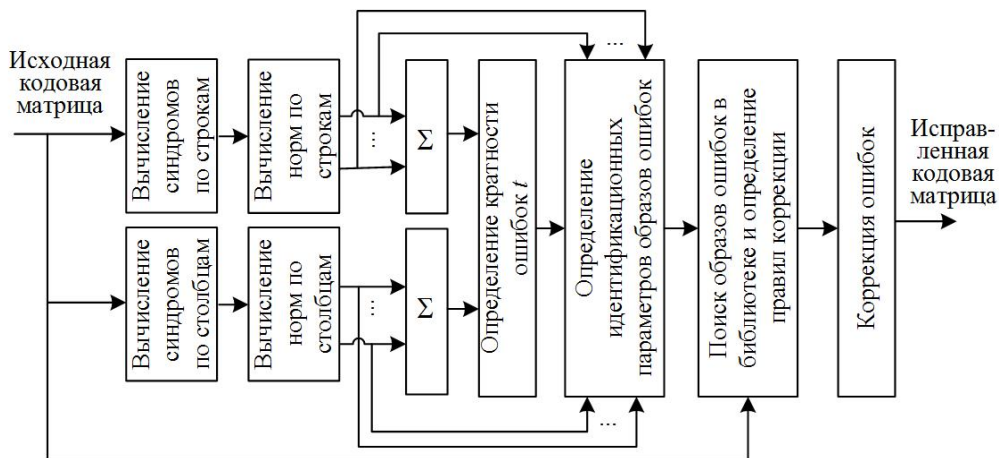 Исходная
кодовая
матрица
Вычисление
синдромов
по строкам
Вычисление
норм по
строкам
...
Σ
Вычисление
синдромов
по столбцам
Вычисление
норм по
столбцам
...
Σ
Определение кратности
ошибок t
...
Определение
идентификационных
параметров образов ошибок
...
Поиск образов ошибок в
библиотеке и определение
правил коррекции
Коррекция ошибок
Исправ-
ленная
кодовая
матрица